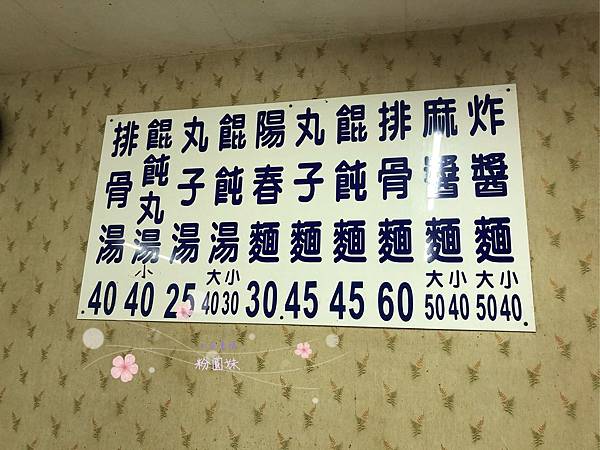 炸醬麵 大50 小40
麻醬麵 大50 小40
排骨麵 60
餛飩麵 45
丸子麵 45
陽春麵 30
餛飩湯 大40 小30
丸子湯 25
餛飩丸湯 小 40
排骨湯 40
粉圓妹